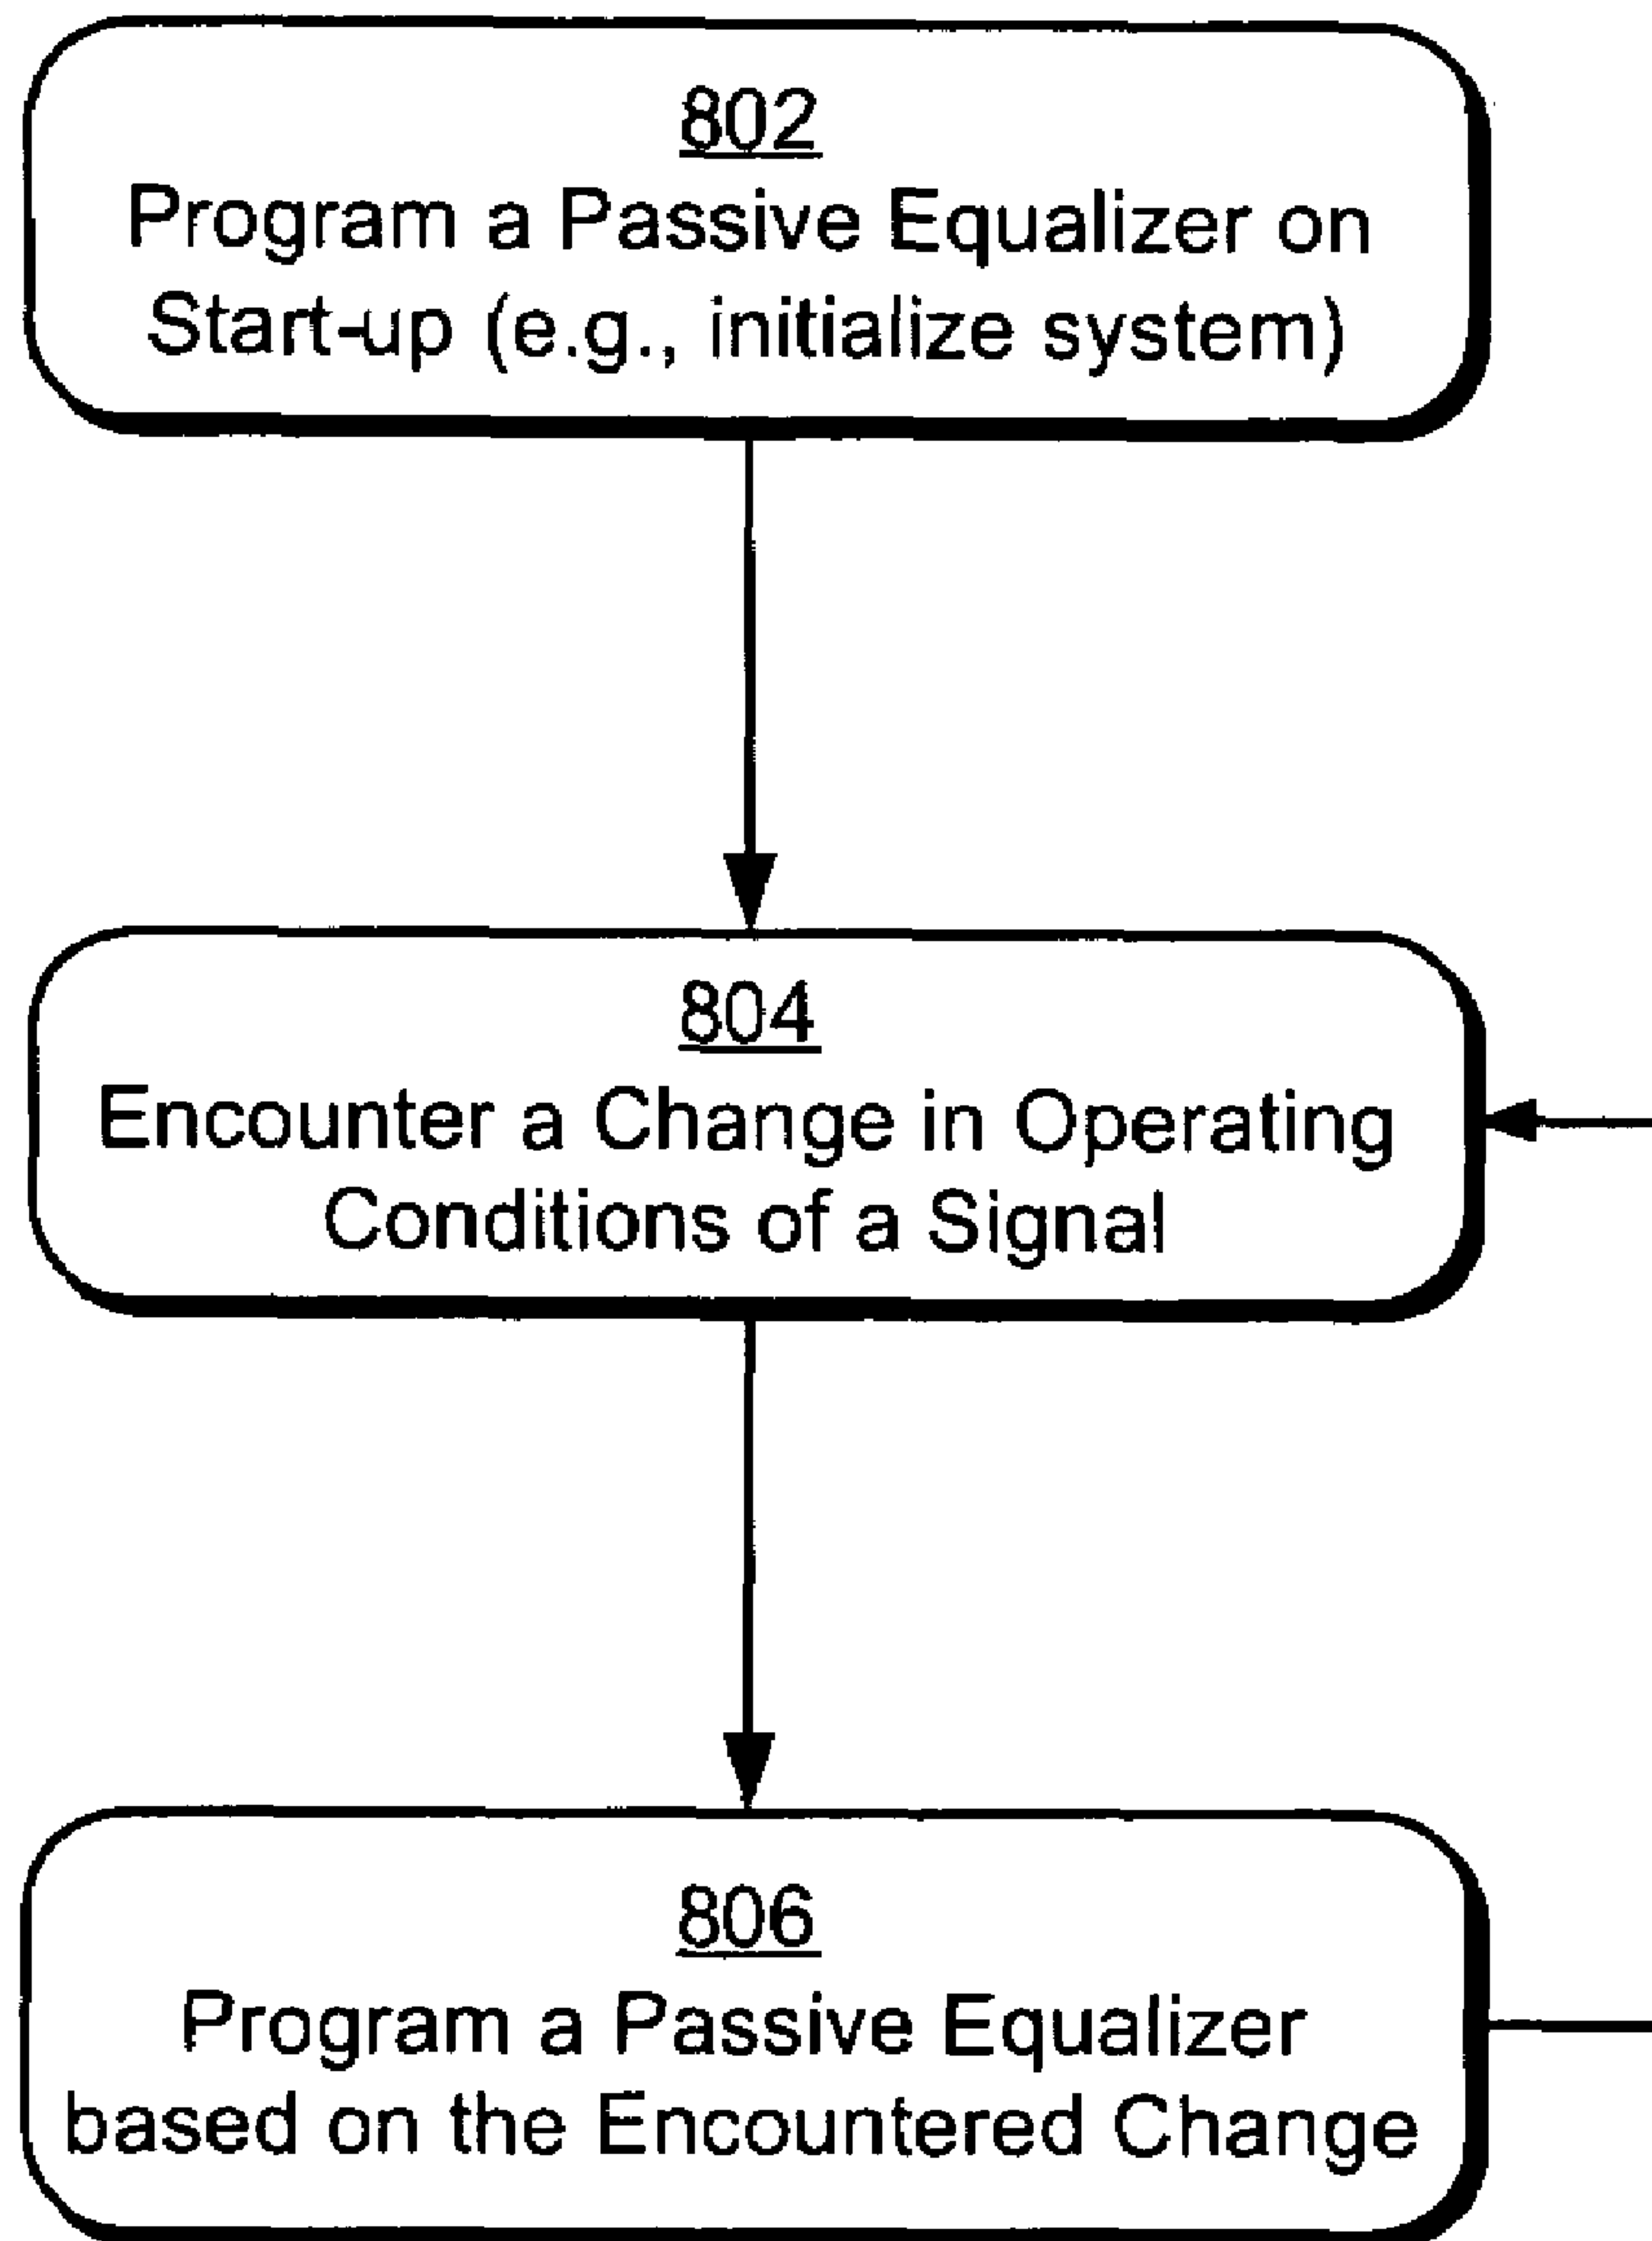 802
Program a Passive Equalizer on
Start-up (e.g., initialize system)
804
Encounter a Change in Operating
Conditions of a Signal
806
Program a Passive Equalizer
based on the Encountered Change